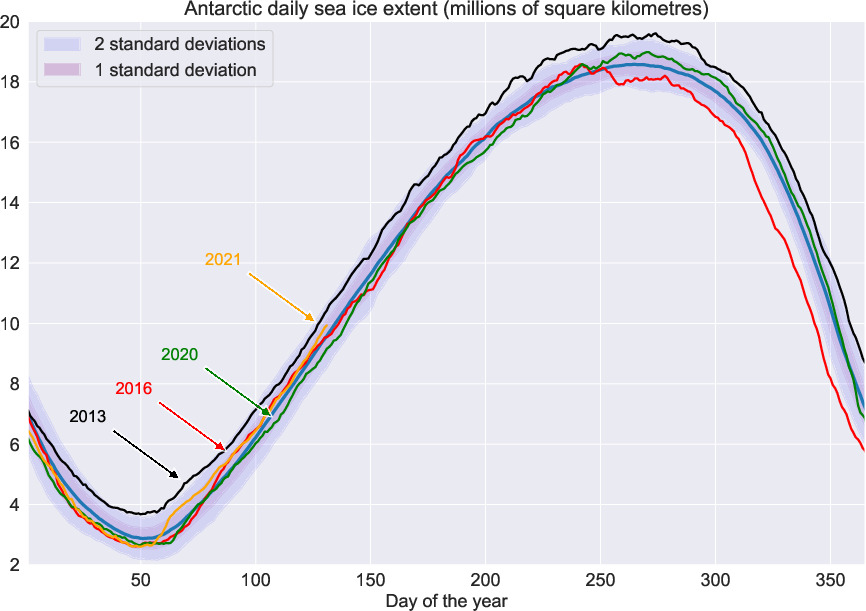 Antarctic daily sea ice extent (millions of square kilometres)
20
2 standard deviations
1 standard deviation
18
16
14
12
2021
10
2020
8
2016
2013
6
4
2
50 100 150 200 250 300 350
Day of the year